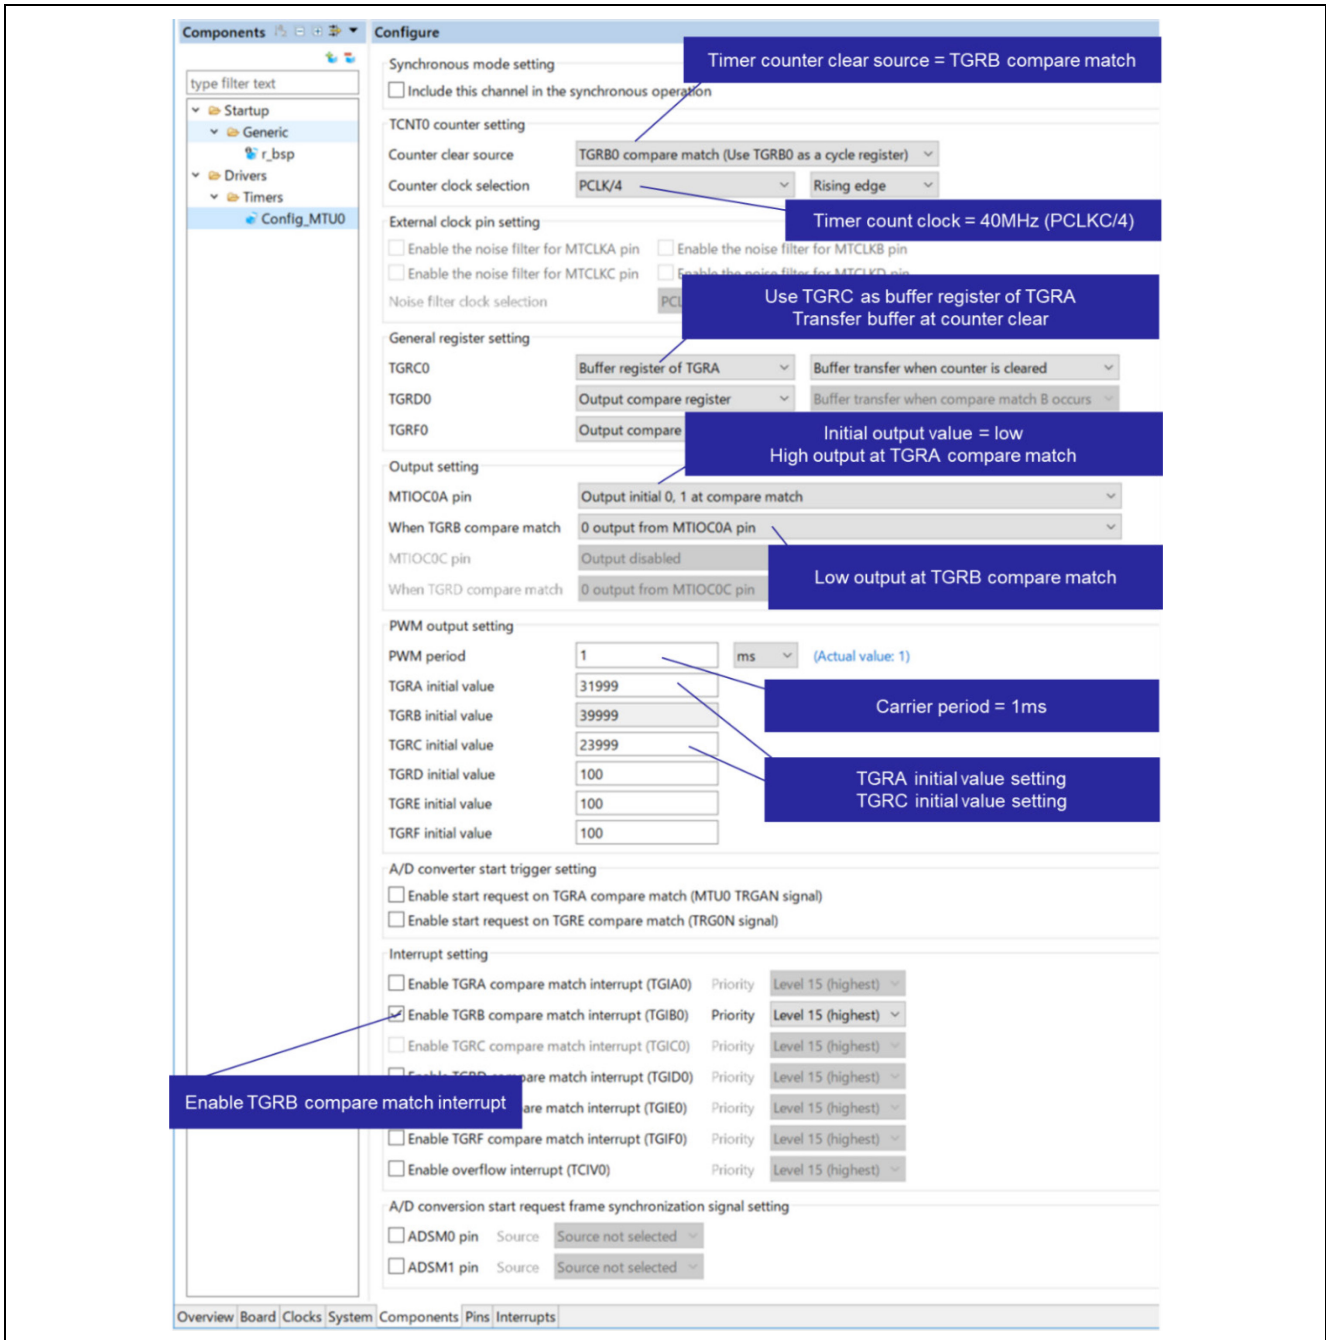 Components
Configure
type filter text
Startup
Generic
r_bsp
Drivers
Timers
Config_MTU0
Synchronous mode setting
Timer counter clear source = TGRB compare match
Include this channel in the synchronous operation
TCNT0 counter setting
Counter clear source TGRB0 compare match (Use TGRB0 as a cycle register)
Counter clock selection PCLK/4 Rising edge
Timer count clock = 40MHz (PCLKC/4)
External clock pin setting
Enable the noise filter for MTCLKA pin Enable the noise filter for MTCLKB pin
Enable the noise filter for MTCLKC pin Enable the noise filter for MTCLKD pin
Noise filter clock selection PCL
Use TGRC as buffer register of TGRA
Transfer buffer at counter clear
General register setting
TGRC0 Buffer register of TGRA Buffer transfer when counter is cleared
TGRD0 Output compare register Buffer transfer when compare match B occurs
TGRF0 Output compare
Initial output value = low
High output at TGRA compare match
Output setting
MTIOC0A pin Output initial 0, 1 at compare match
When TGRB compare match 0 output from MTIOC0A pin
MTIOC0C pin Output disabled
Low output at TGRB compare match
When TGRD compare match 0 output from MTIOC0C pin
PWM output setting
PWM period 1 ms (Actual value: 1)
TGRA initial value 31999
Carrier period = 1ms
TGRB initial value 39999
TGRC initial value 23999
TGRD initial value 100
TGRA initial value setting
TGRC initial value setting
TGRE initial value 100
TGRF initial value 100
A/D converter start trigger setting
Enable start request on TGRA compare match (MTU0 TRGAN signal)
Enable start request on TGRE compare match (TRG0N signal)
Interrupt setting
Enable TGRA compare match interrupt (TGIA0) Priority Level 15 (highest)
Enable TGRB compare match interrupt (TGIB0) Priority Level 15 (highest)
Enable TGRC compare match interrupt (TGIC0) Priority Level 15 (highest)
Enable TGRD compare match interrupt (TGID0) Priority Level 15 (highest)
Enable TGRB compare match interrupt
are match interrupt (TGIE0) Priority Level 15 (highest)
Enable TGRF compare match interrupt (TGIF0) Priority Level 15 (highest)
Enable overflow interrupt (TCIV0) Priority Level 15 (highest)
A/D conversion start request frame synchronization signal setting
ADSM0 pin Source Source not selected
ADSM1 pin Source Source not selected
Overview Board Clocks System Components Pins Interrupts